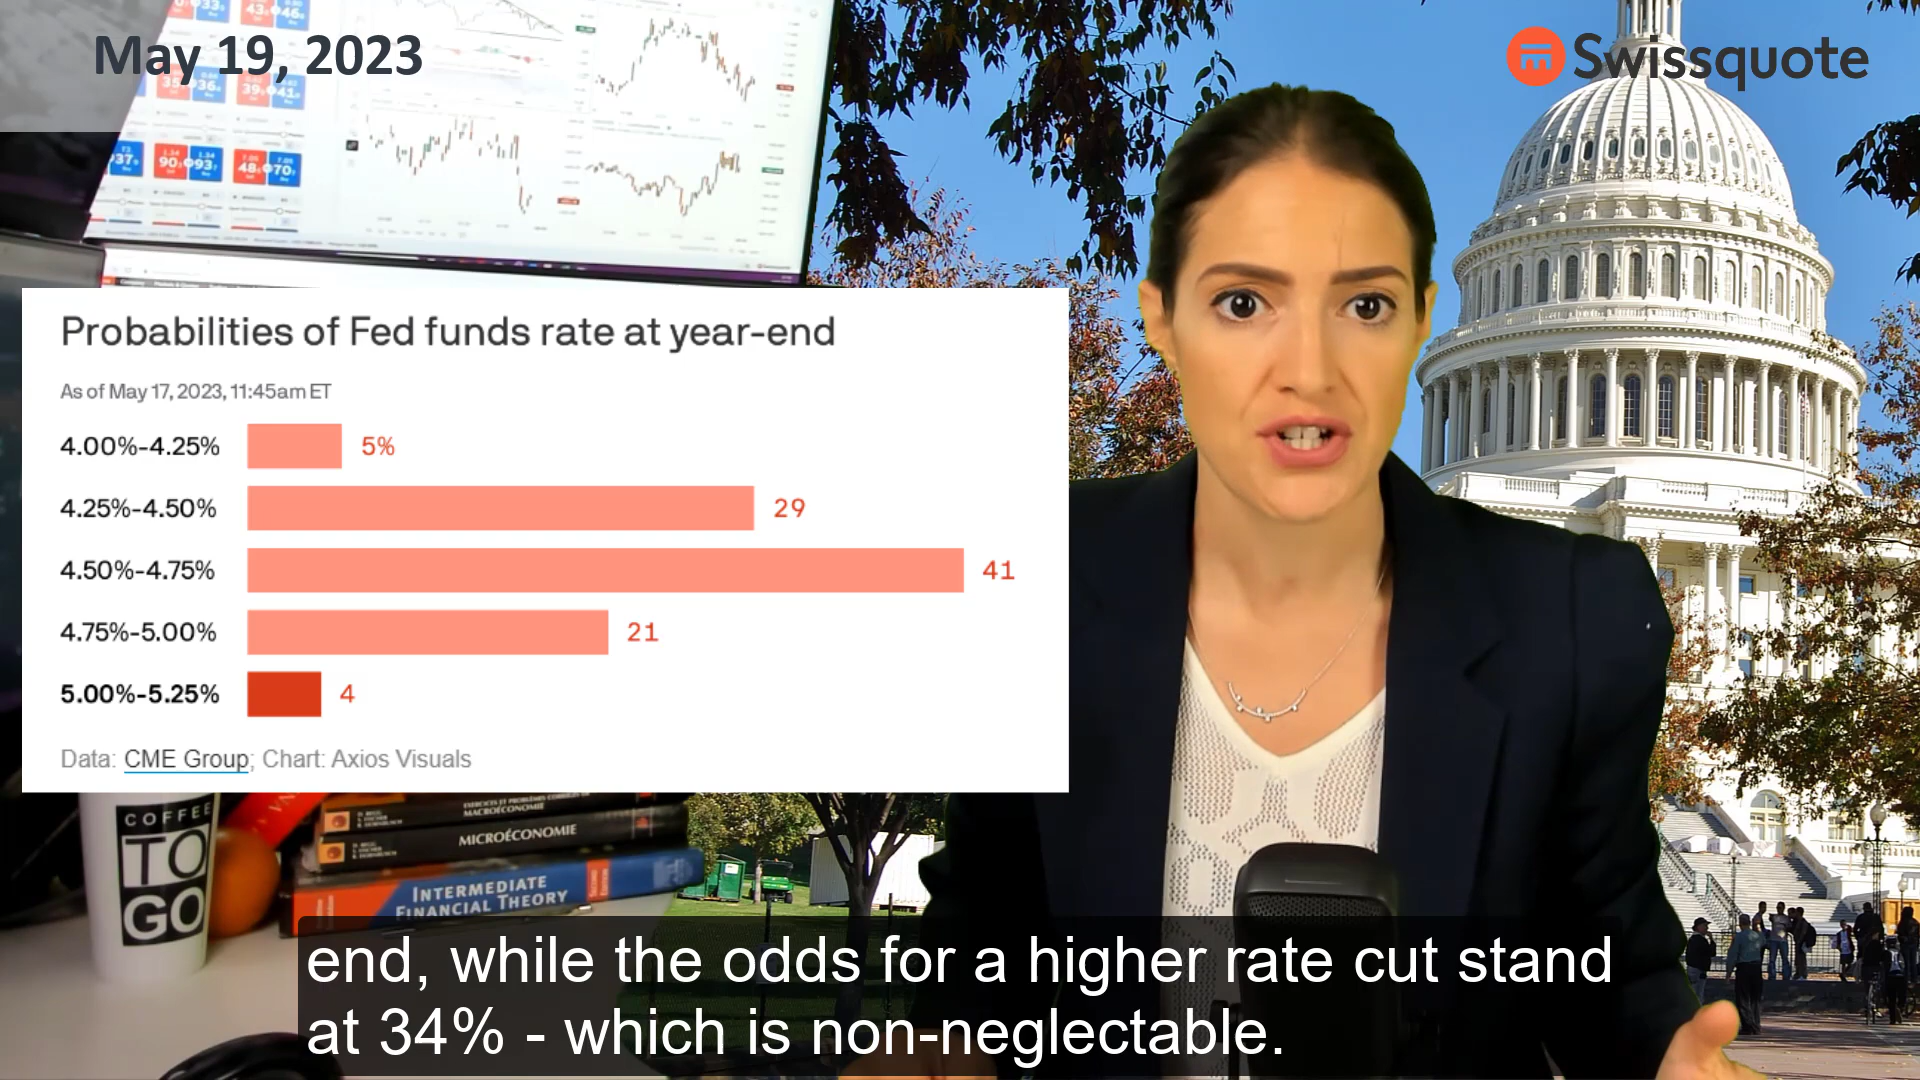 May 19, 2023
Swissquote
Probabilities of Fed funds rate at year-end
As of May 17, 2023, 11:45am ET
4.00%-4.25% 5%
4.25%-4.50% 29
4.50%-4.75% 41
4.75%-5.00% 21
5.00%-5.25% 4
Data: CME Group; Chart: Axios Visuals
COFFEE
TO
GO
MACROÉCONOMIE
MICROÉCONOMIE
INTERMEDIATE
FINANCIAL THEORY
SECOND
EDITION
end, while the odds for a higher rate cut stand
at 34% - which is non-neglectable.